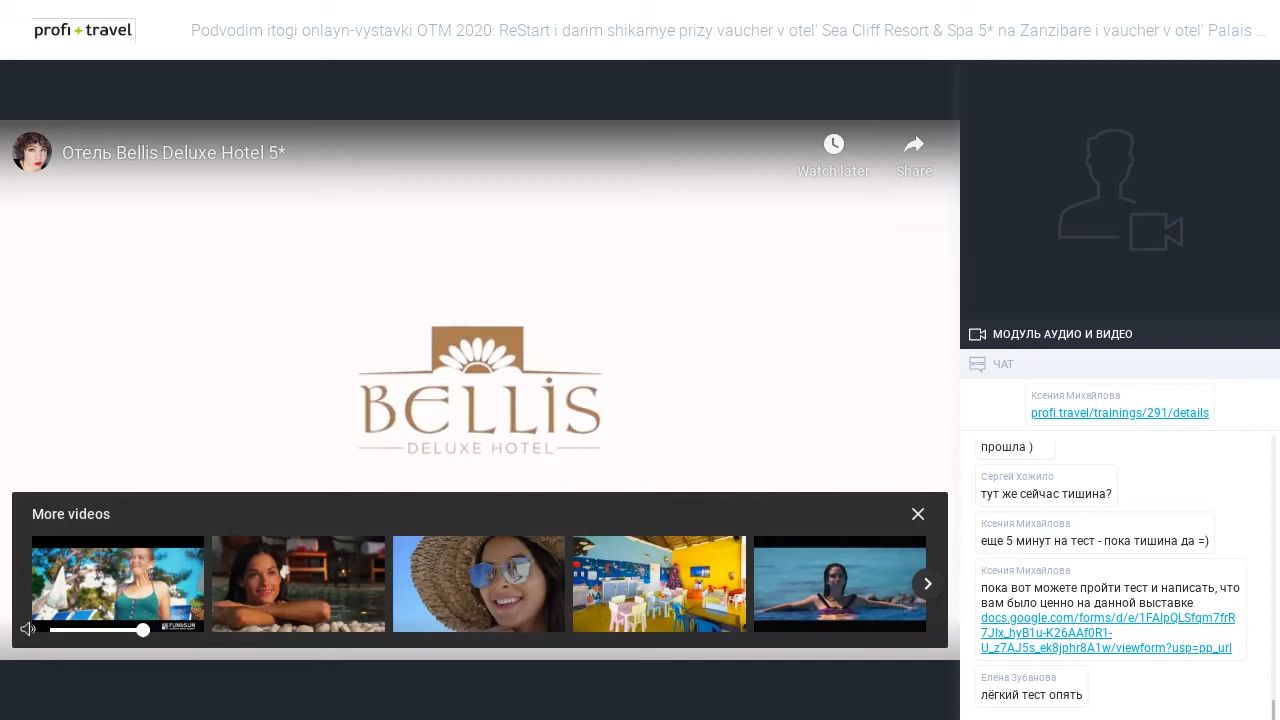 profi + travel
Podvodim itogi onlayn-vystavki OTM 2020: ReStart i darim shikarnye prizy vaucher v otel' Sea Cliff Resort & Spa 5* na Zanzibare i vaucher v otel' Palais ...
Отель Bellis Deluxe Hotel 5*
Watch later
Share
BELLIS
DELUXE HOTEL
More videos
FUN&SUN
МОДУЛЬ АУДИО И ВИДЕО
ЧАТ
Ксения Михайлова
profi.travel/trainings/291/details
прошла )
Сергей Хожило
тут же сейчас тишина?
Ксения Михайлова
еще 5 минут на тест - пока тишина да =)
Ксения Михайлова
пока вот можете пройти тест и написать, что
вам было ценно на данной выставке
docs.google.com/forms/d/e/1FAIpQLSfqm7frR
7JIx_hyB1u-K26AAf0R1-
U_z7AJ5s_ek8jphr8A1w/viewform?usp=pp_url
Елена Зубанова
лёгкий тест опять